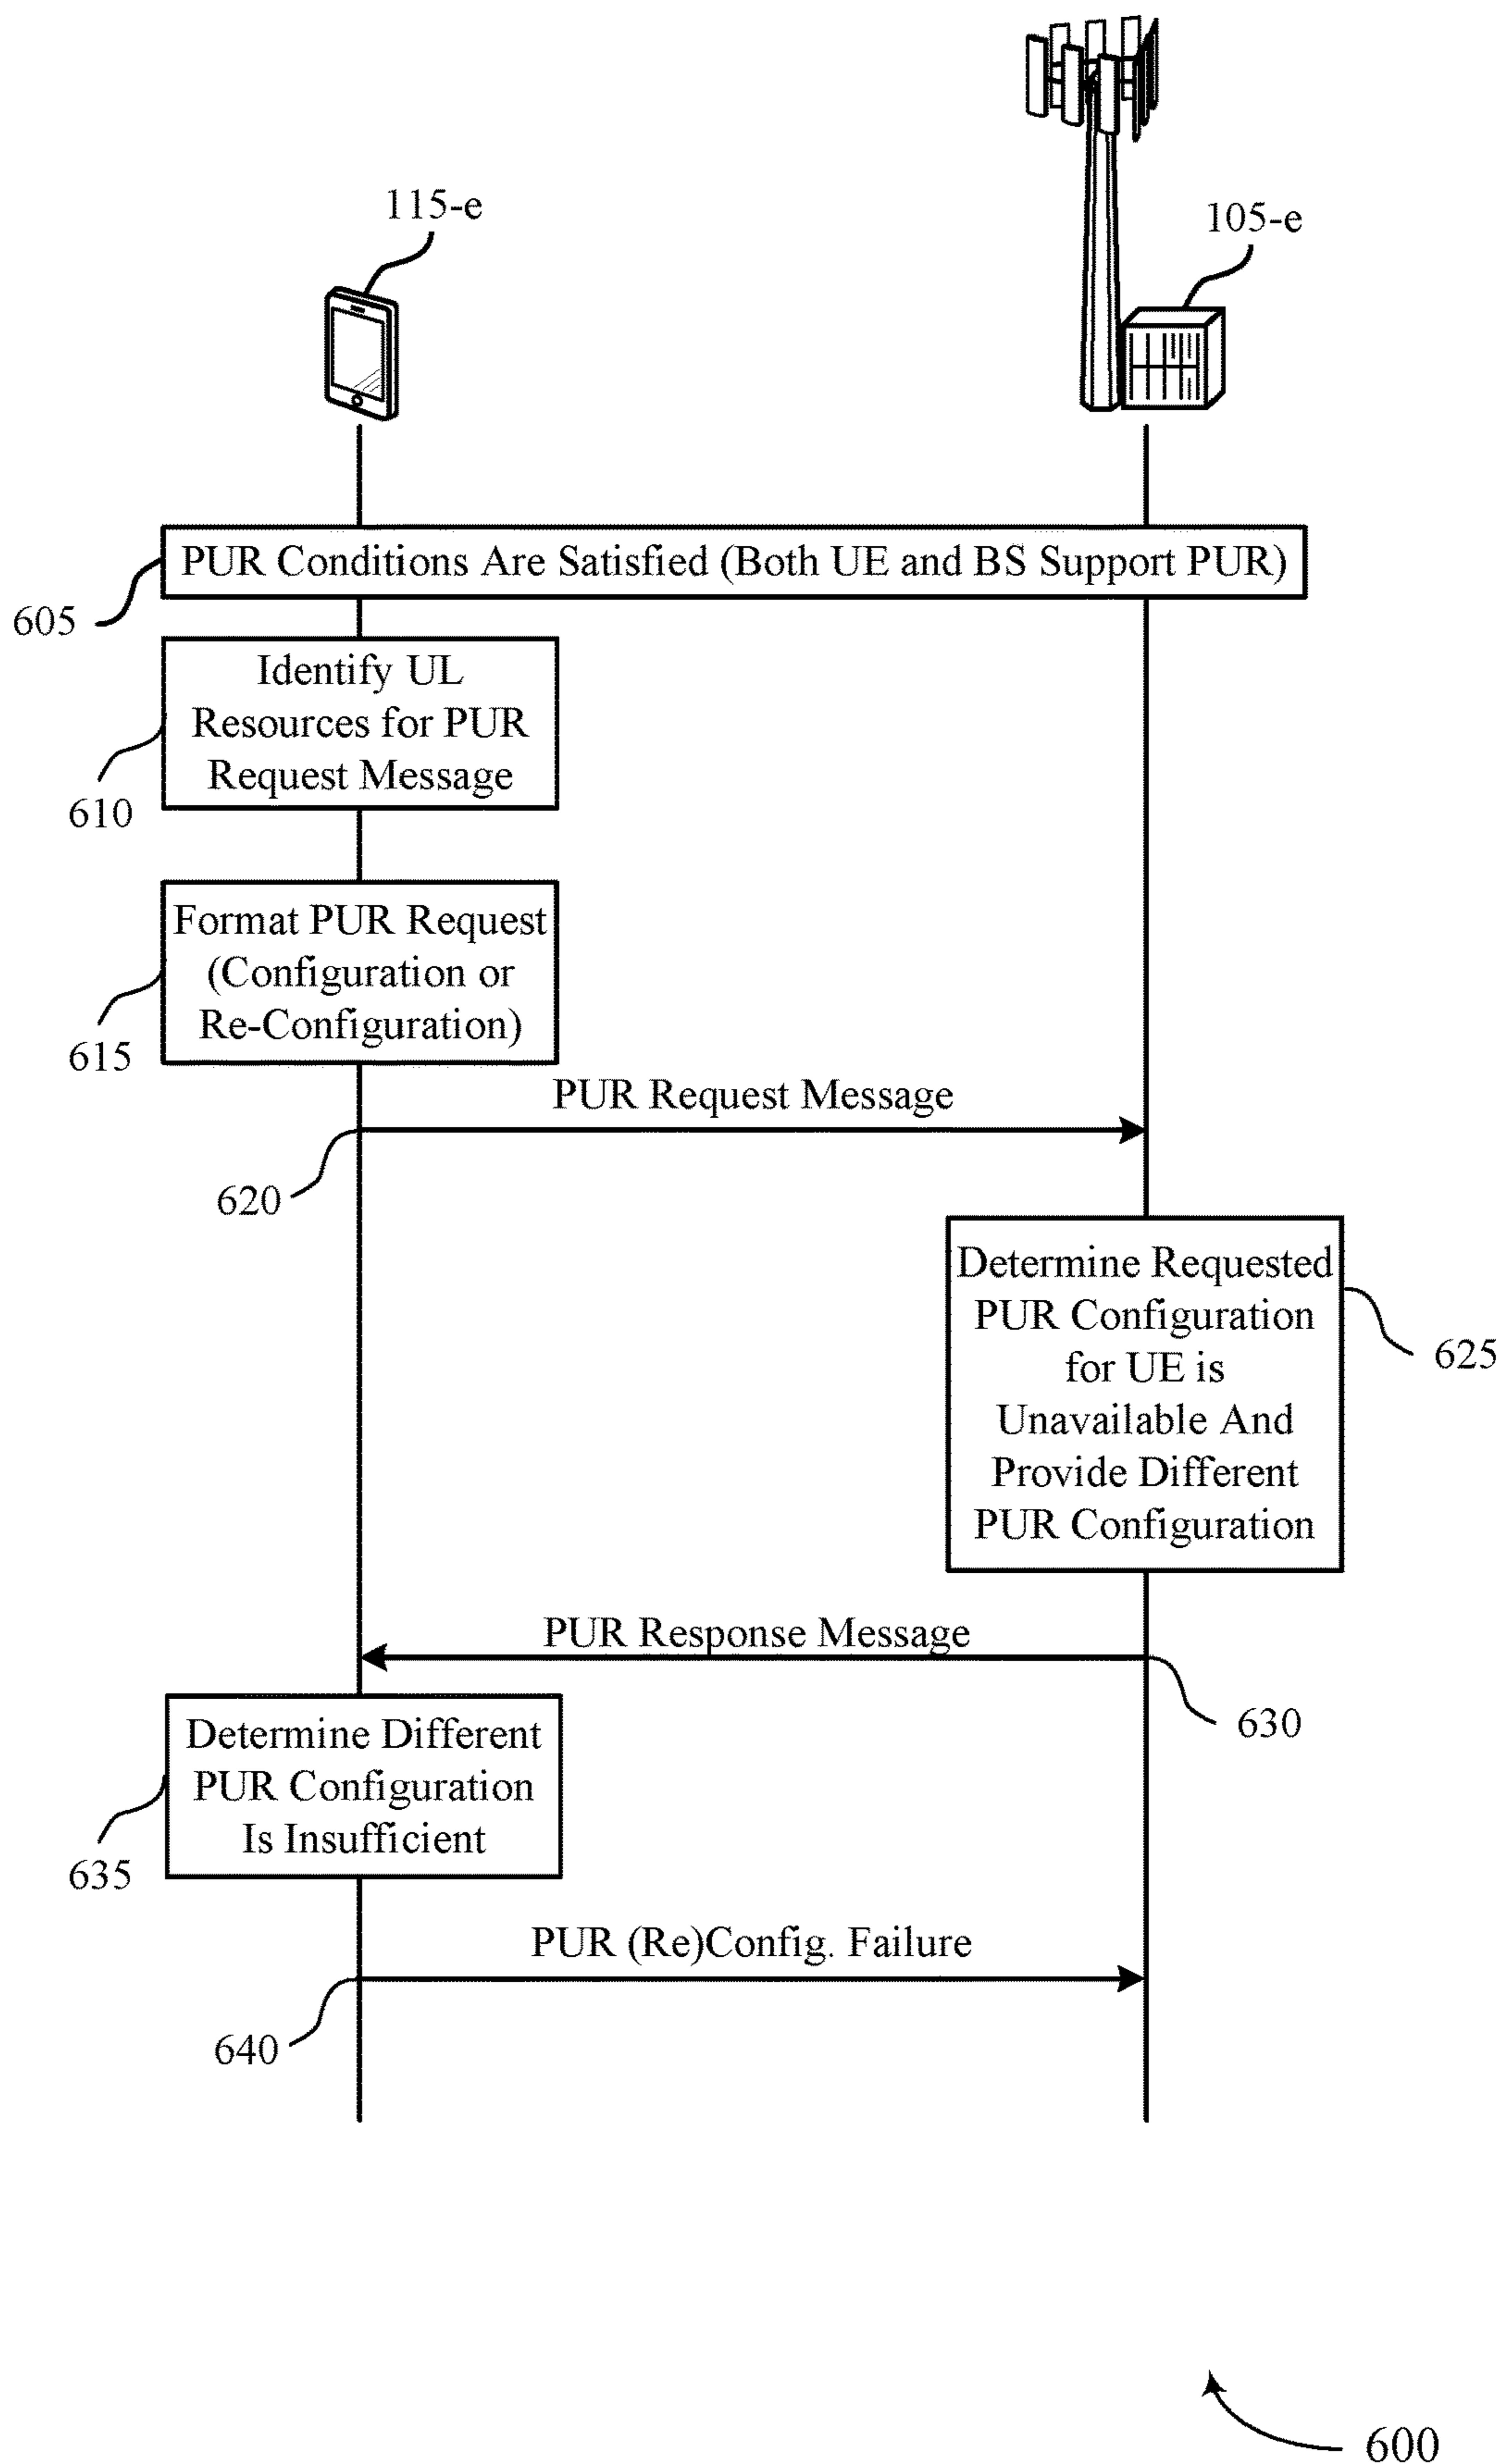 115-e
105-e
PUR Conditions Are Satisfied (Both UE and BS Support PUR)
605
Identify UL
Resources for PUR
Request Message
610
Format PUR Request
(Configuration or
Re-Configuration)
615
PUR Request Message
620
Determine Requested
PUR Configuration
for UE is
Unavailable And
Provide Different
PUR Configuration
625
PUR Response Message
630
Determine Different
PUR Configuration
Is Insufficient
635
PUR (Re)Config. Failure
640
600